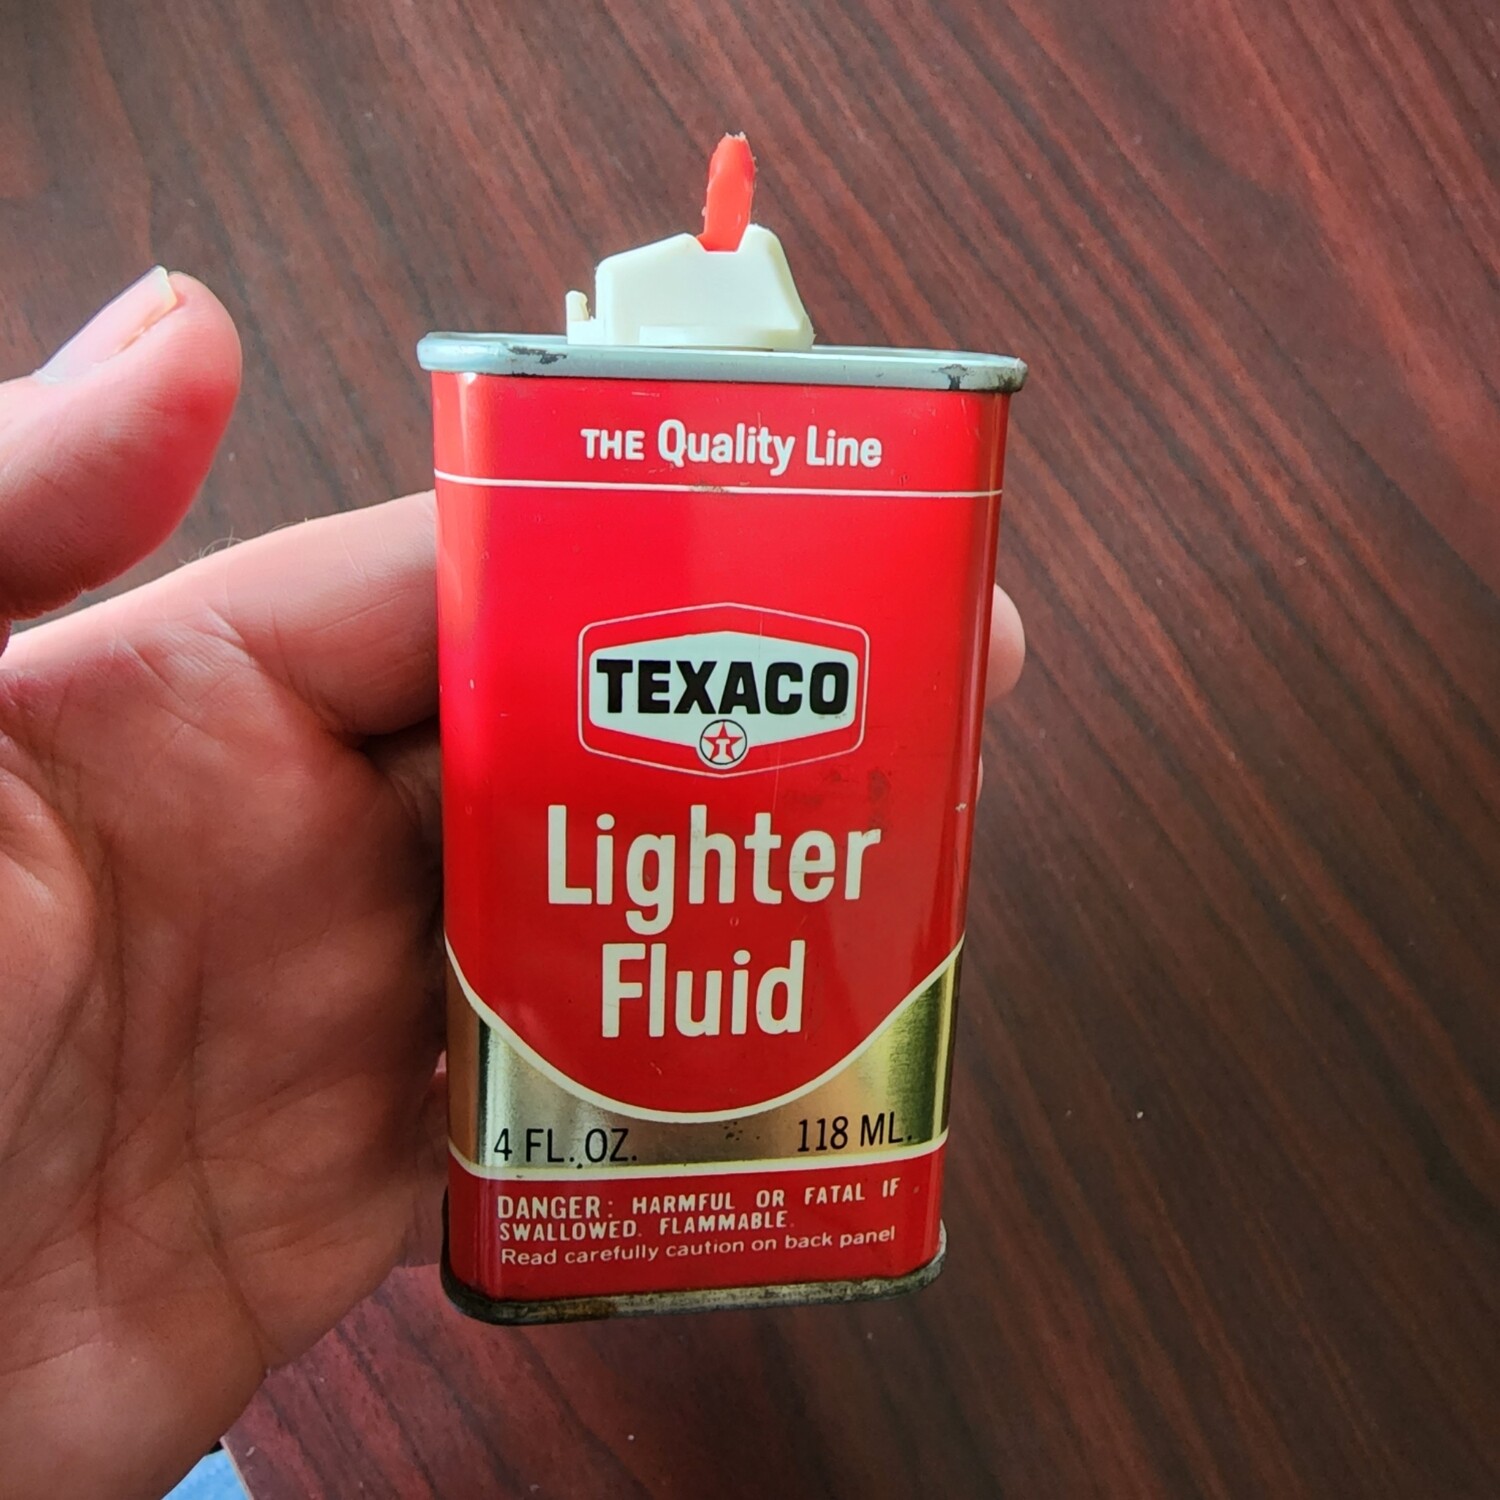 THE Quality Line
TEXACO
T
Lighter
Fluid
4 FL. OZ. 118 ML.
DANGER: HARMFUL OR FATAL IF
SWALLOWED. FLAMMABLE.
Read carefully caution on back panel